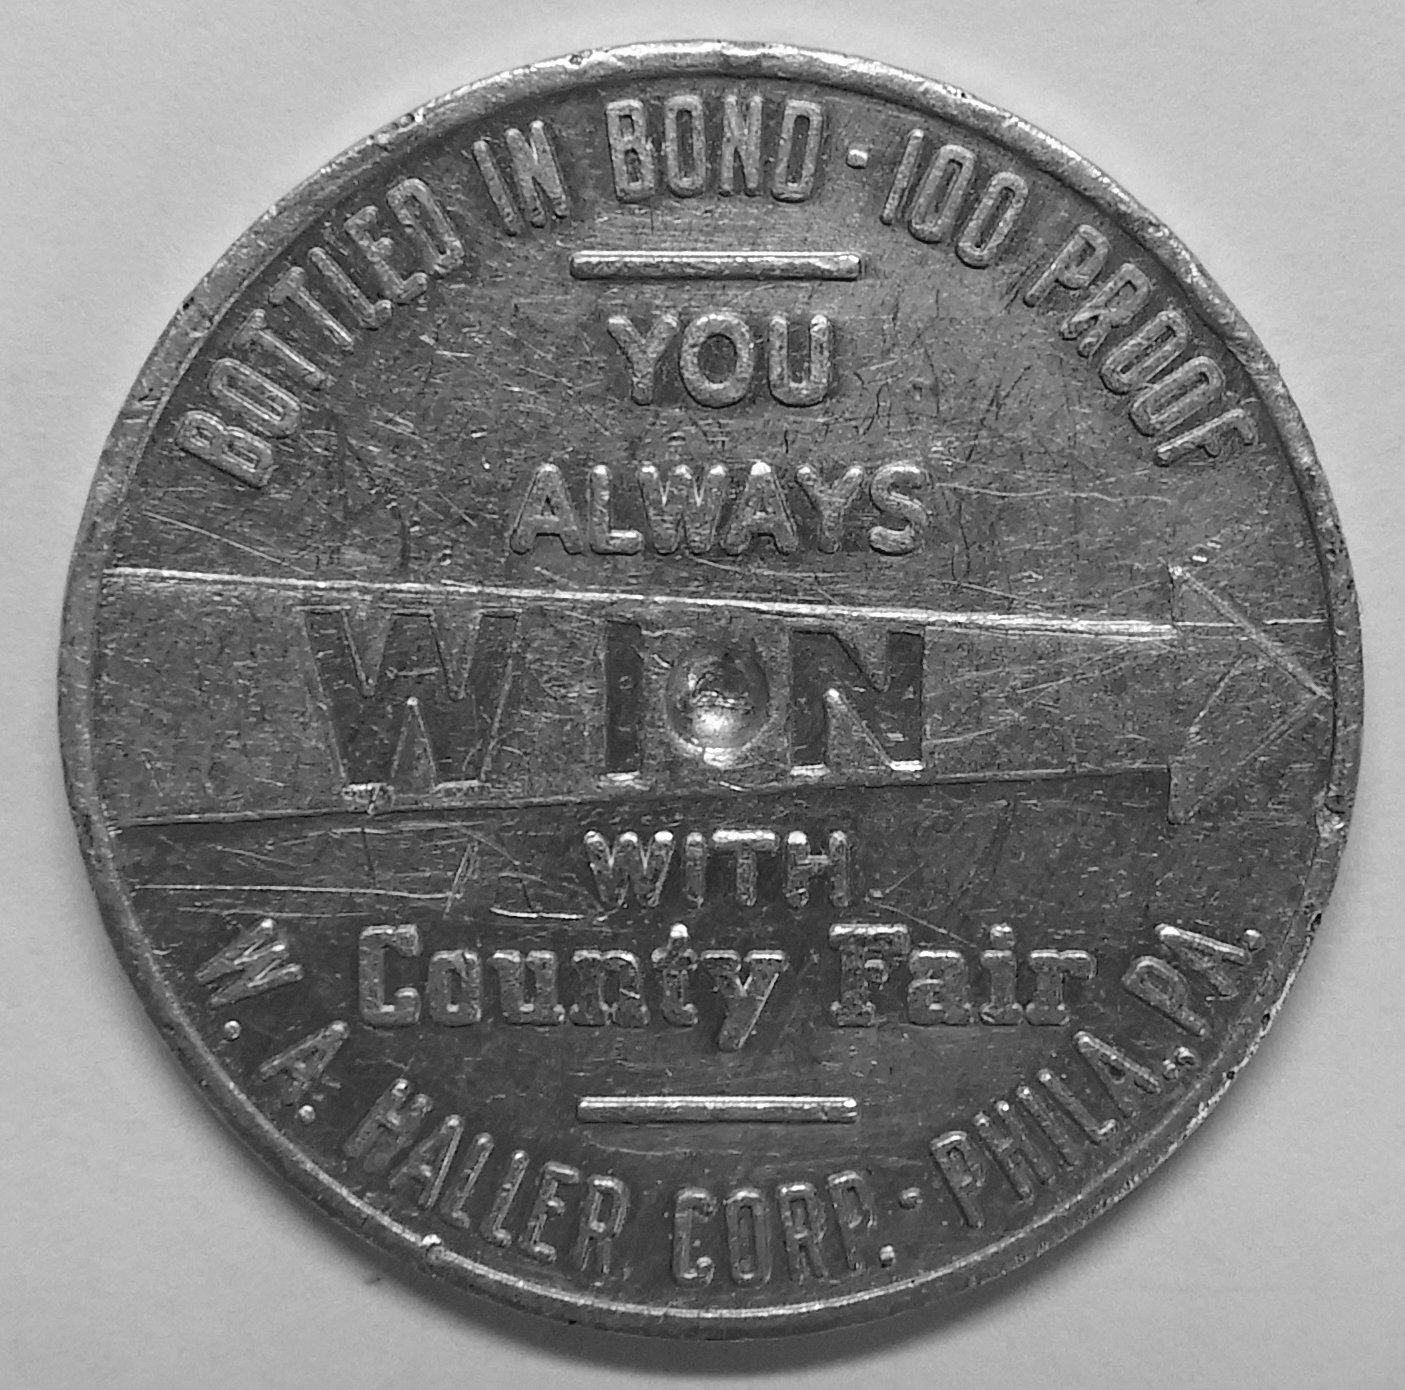 BOTTLED IN BOND · 100 PROOF
YOU
ALWAYS
WIN
WITH
County Fair
W. A. HALLER CORP. · PHILA., PA.